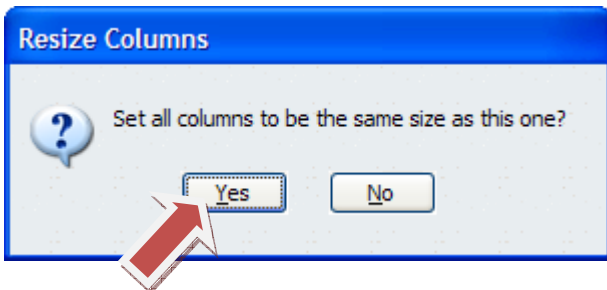 Resize Columns
Set all columns to be the same size as this one?
Yes
No